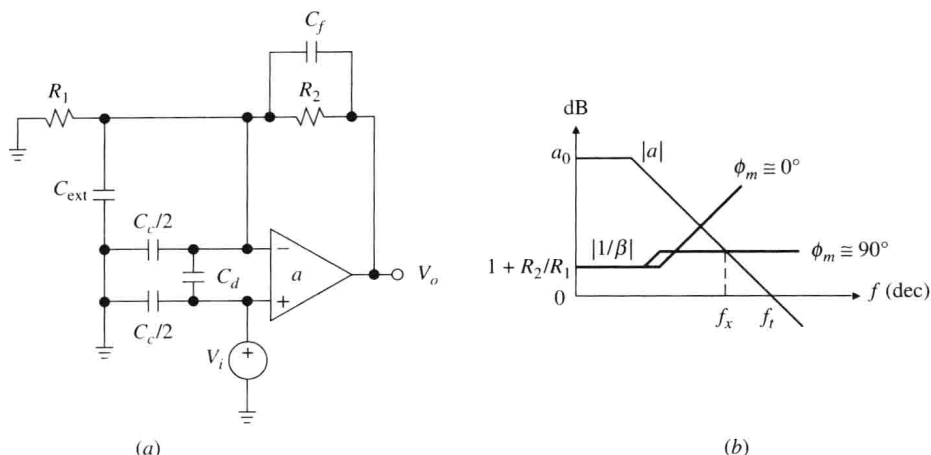 C_f
R_1
R_2
C_ext
C_c/2
C_d
C_c/2
−
+
a
V_o
V_i
+
(a)
dB
a_0
|a|
ϕ_m ≅ 0°
|1/β|
ϕ_m ≅ 90°
1 + R_2/R_1
0
f (dec)
f_x
f_t
(b)